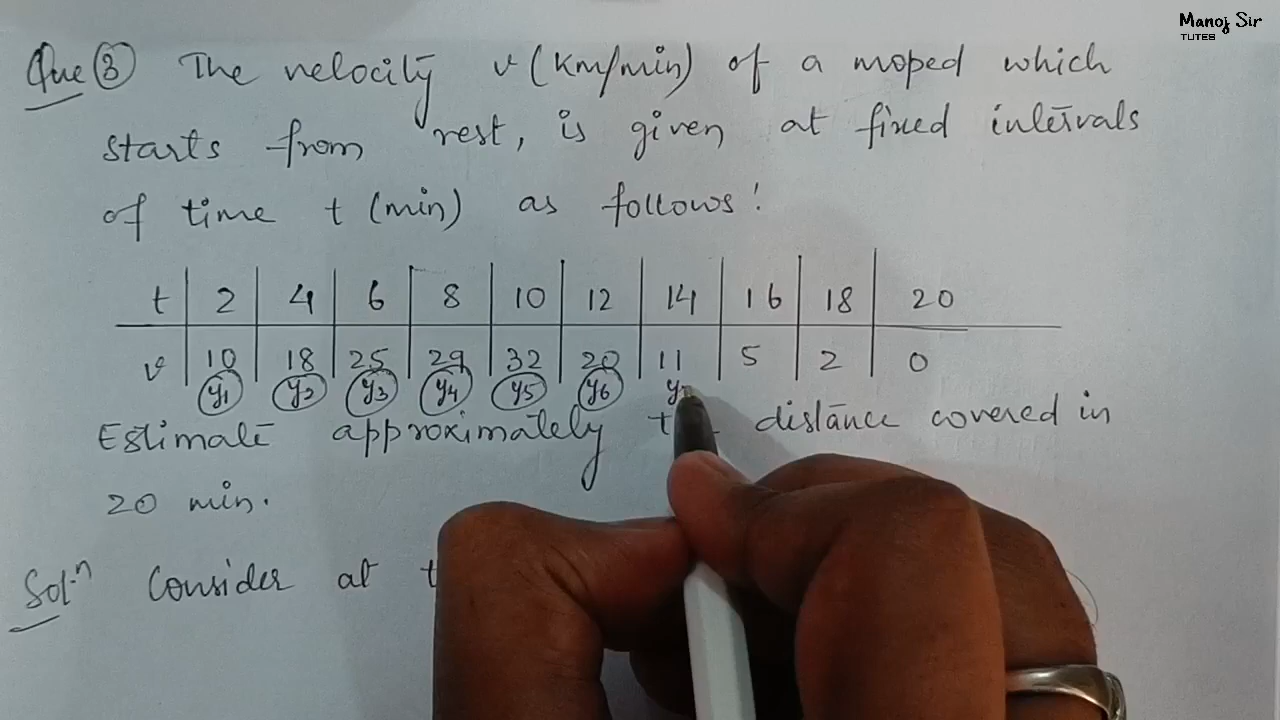 Manoj Sir
TUTES
Que 3 The velocity v (km/min) of a moped which
starts from rest, is given at fixed intervals
of time t (min) as follows:
t 2 4 6 8 10 12 14 16 18 20
v 10 18 25 29 32 20 11 5 2 0
y1 y2 y3 y4 y5 y6
Estimate approximately distance covered in
20 min.
Sol.n Consider at t